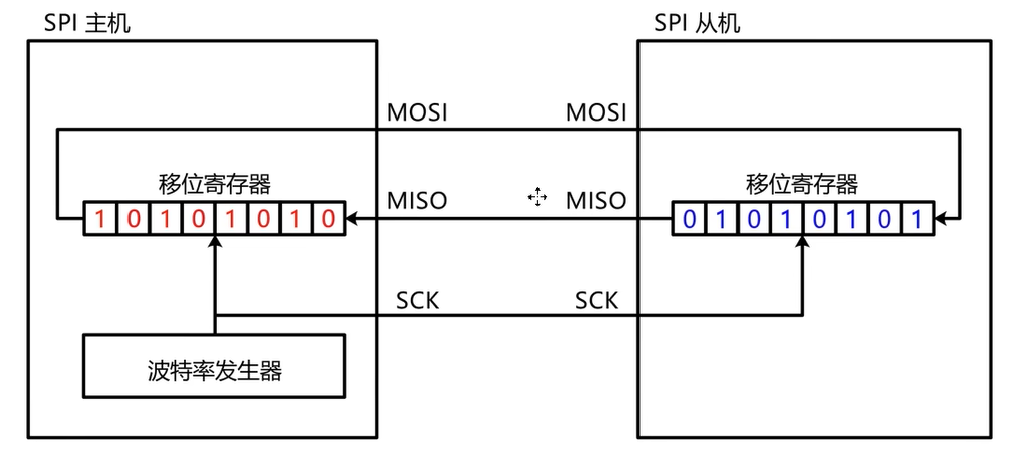 SPI 主机
SPI 从机
MOSI
MOSI
移位寄存器
移位寄存器
MISO
MISO
1 0 1 0 1 0 1 0
0 1 0 1 0 1 0 1
SCK
SCK
波特率发生器